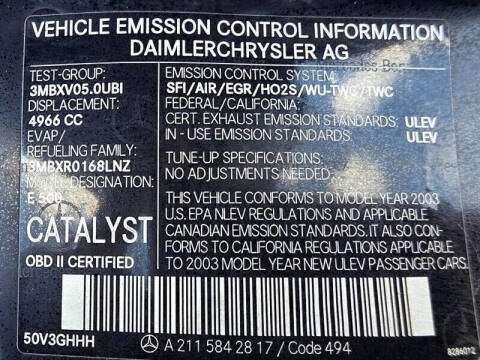 VEHICLE EMISSION CONTROL INFORMATION
DAIMLERCHRYSLER AG
TEST-GROUP:
3MBXV05.0UBI
DISPLACEMENT:
4966 CC
EVAP/
REFUELING FAMILY:
3MBXR0168LNZ
MODEL DESIGNATION:
E 500
CATALYST
OBD II CERTIFIED
EMISSION CONTROL SYSTEM:
SFI/AIR/EGR/HO2S/WU-TWC/TWC
FEDERAL/CALIFORNIA:
CERT. EXHAUST EMISSION STANDARDS: ULEV
EMISSION STANDARDS: ULEV
TUNE-UP SPECIFICATIONS:
NO ADJUSTMENTS NEEDED.
THIS VEHICLE CONFORMS TO MODEL YEAR 2003
U.S. EPA NLEV REGULATIONS AND APPLICABLE
CANADIAN EMISSION STANDARDS. IT ALSO CON-
FORMS TO CALIFORNIA REGULATIONS APPLICABLE
TO 2003 MODEL YEAR NEW ULEV PASSENGER CARS.
50V3GHHH
A 211 584 28 17 / Code 494